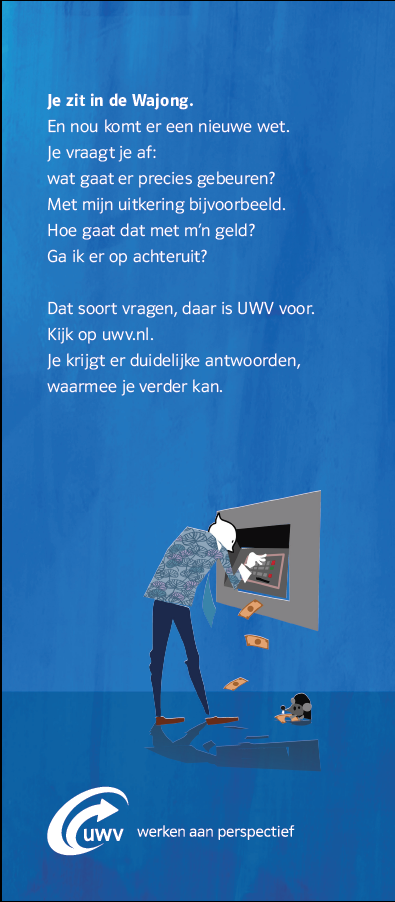 Je zit in de Wajong.
En nou komt er een nieuwe wet.
Je vraagt je af:
wat gaat er precies gebeuren?
Met mijn uitkering bijvoorbeeld.
Hoe gaat dat met m'n geld?
Ga ik er op achteruit?
Dat soort vragen, daar is UWV voor.
Kijk op uwv.nl.
Je krijgt er duidelijke antwoorden,
waarmee je verder kan.
uwv werken aan perspectief